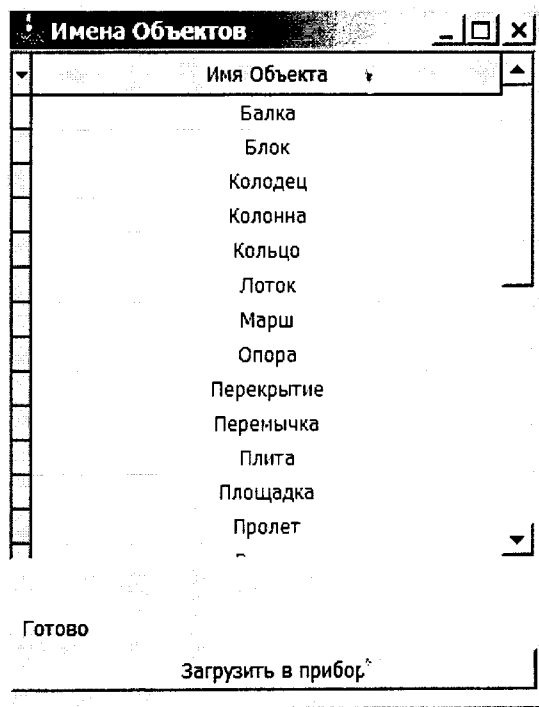 Имена Объектов
Имя Объекта
Балка
Блок
Колодец
Колонна
Кольцо
Лоток
Марш
Опора
Перекрытие
Перемычка
Плита
Площадка
Пролет
Готово
Загрузить в прибор